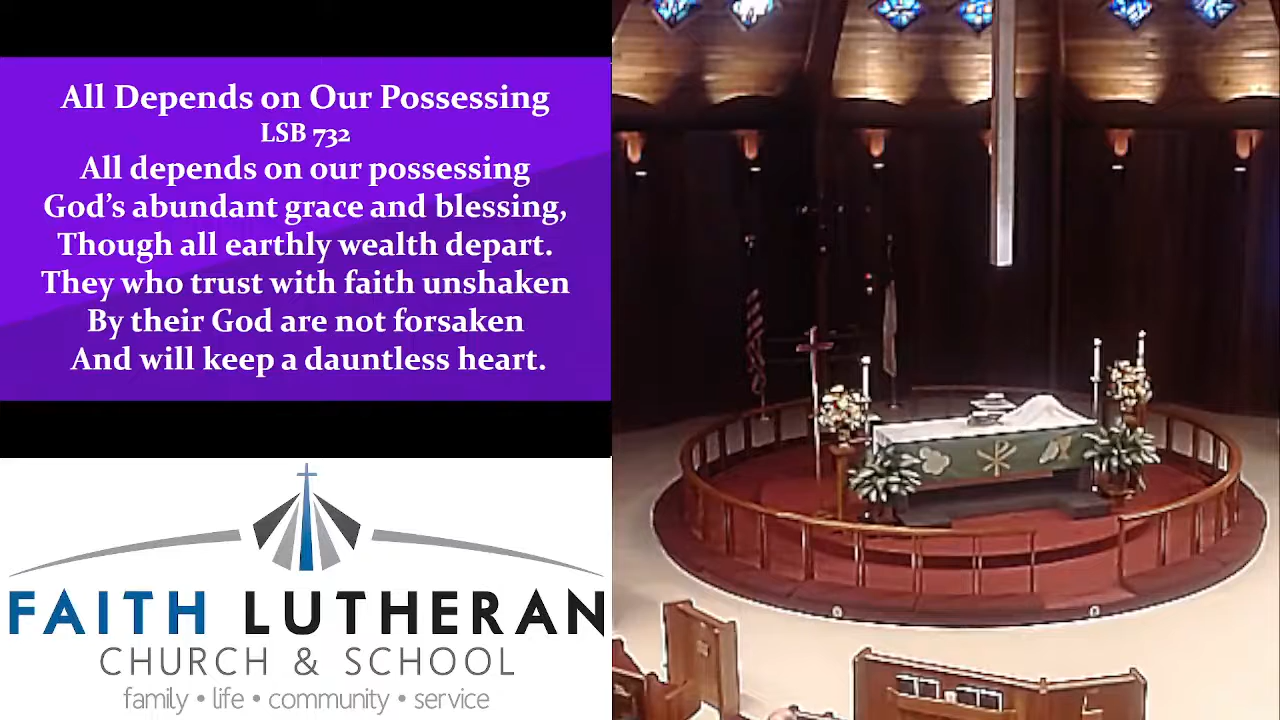 All Depends on Our Possessing
LSB 732
All depends on our possessing
God’s abundant grace and blessing,
Though all earthly wealth depart.
They who trust with faith unshaken
By their God are not forsaken
And will keep a dauntless heart.
FAITH LUTHERAN
CHURCH & SCHOOL
family • life • community • service